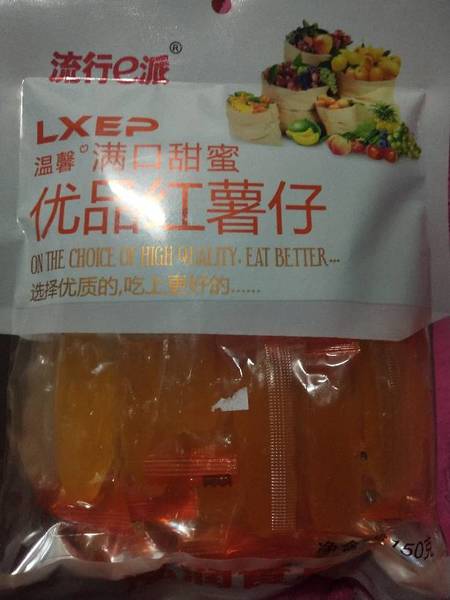 流行e派®
LXEP
温馨 满口甜蜜
优品红薯仔
ON THE CHOICE OF HIGH QUALITY, EAT BETTER...
选择优质的,吃上更好的……
150克